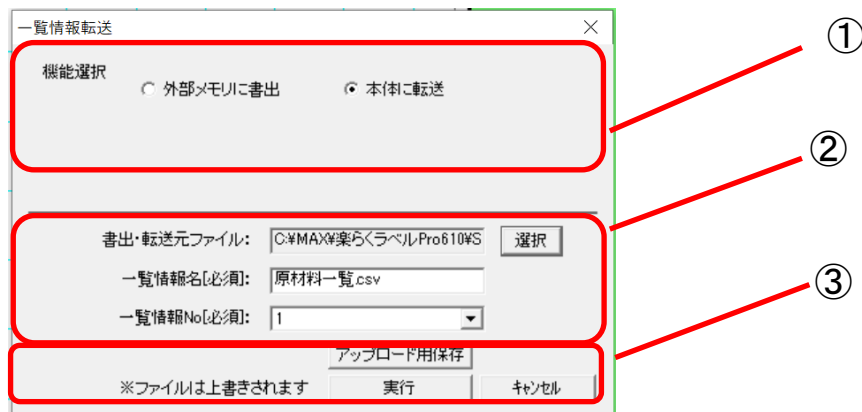 一覧情報転送
①
機能選択
外部メモリに書出 本体に転送
②
書出・転送元ファイル: C:¥MAX¥楽らくラベルPro610¥S 選択
一覧情報名[必須]: 原材料一覧.csv
③
一覧情報No[必須]: 1
アップロード用保存
※ファイルは上書きされます 実行 キャンセル